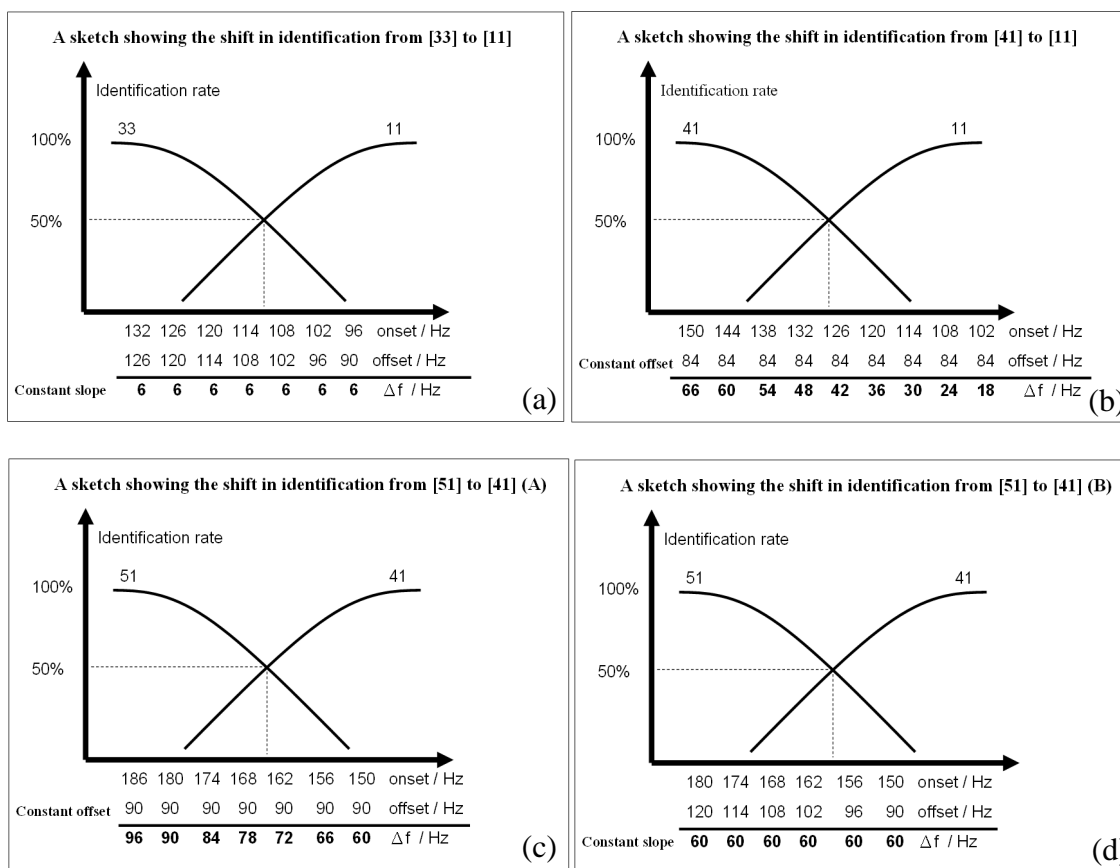 A sketch showing the shift in identification from [33] to [11]
Identification rate
33
11
100%
50%
132 126 120 114 108 102 96 onset / Hz
126 120 114 108 102 96 90 offset / Hz
Constant slope 6 6 6 6 6 6 6 Δf / Hz
(a)
A sketch showing the shift in identification from [41] to [11]
Identification rate
41
11
100%
50%
150 144 138 132 126 120 114 108 102 onset / Hz
Constant offset 84 84 84 84 84 84 84 84 84 offset / Hz
66 60 54 48 42 36 30 24 18 Δf / Hz
(b)
A sketch showing the shift in identification from [51] to [41] (A)
Identification rate
51
41
100%
50%
186 180 174 168 162 156 150 onset / Hz
Constant offset 90 90 90 90 90 90 90 offset / Hz
96 90 84 78 72 66 60 Δf / Hz
(c)
A sketch showing the shift in identification from [51] to [41] (B)
Identification rate
51
41
100%
50%
180 174 168 162 156 150 onset / Hz
120 114 108 102 96 90 offset / Hz
Constant slope 60 60 60 60 60 60 Δf / Hz
(d)